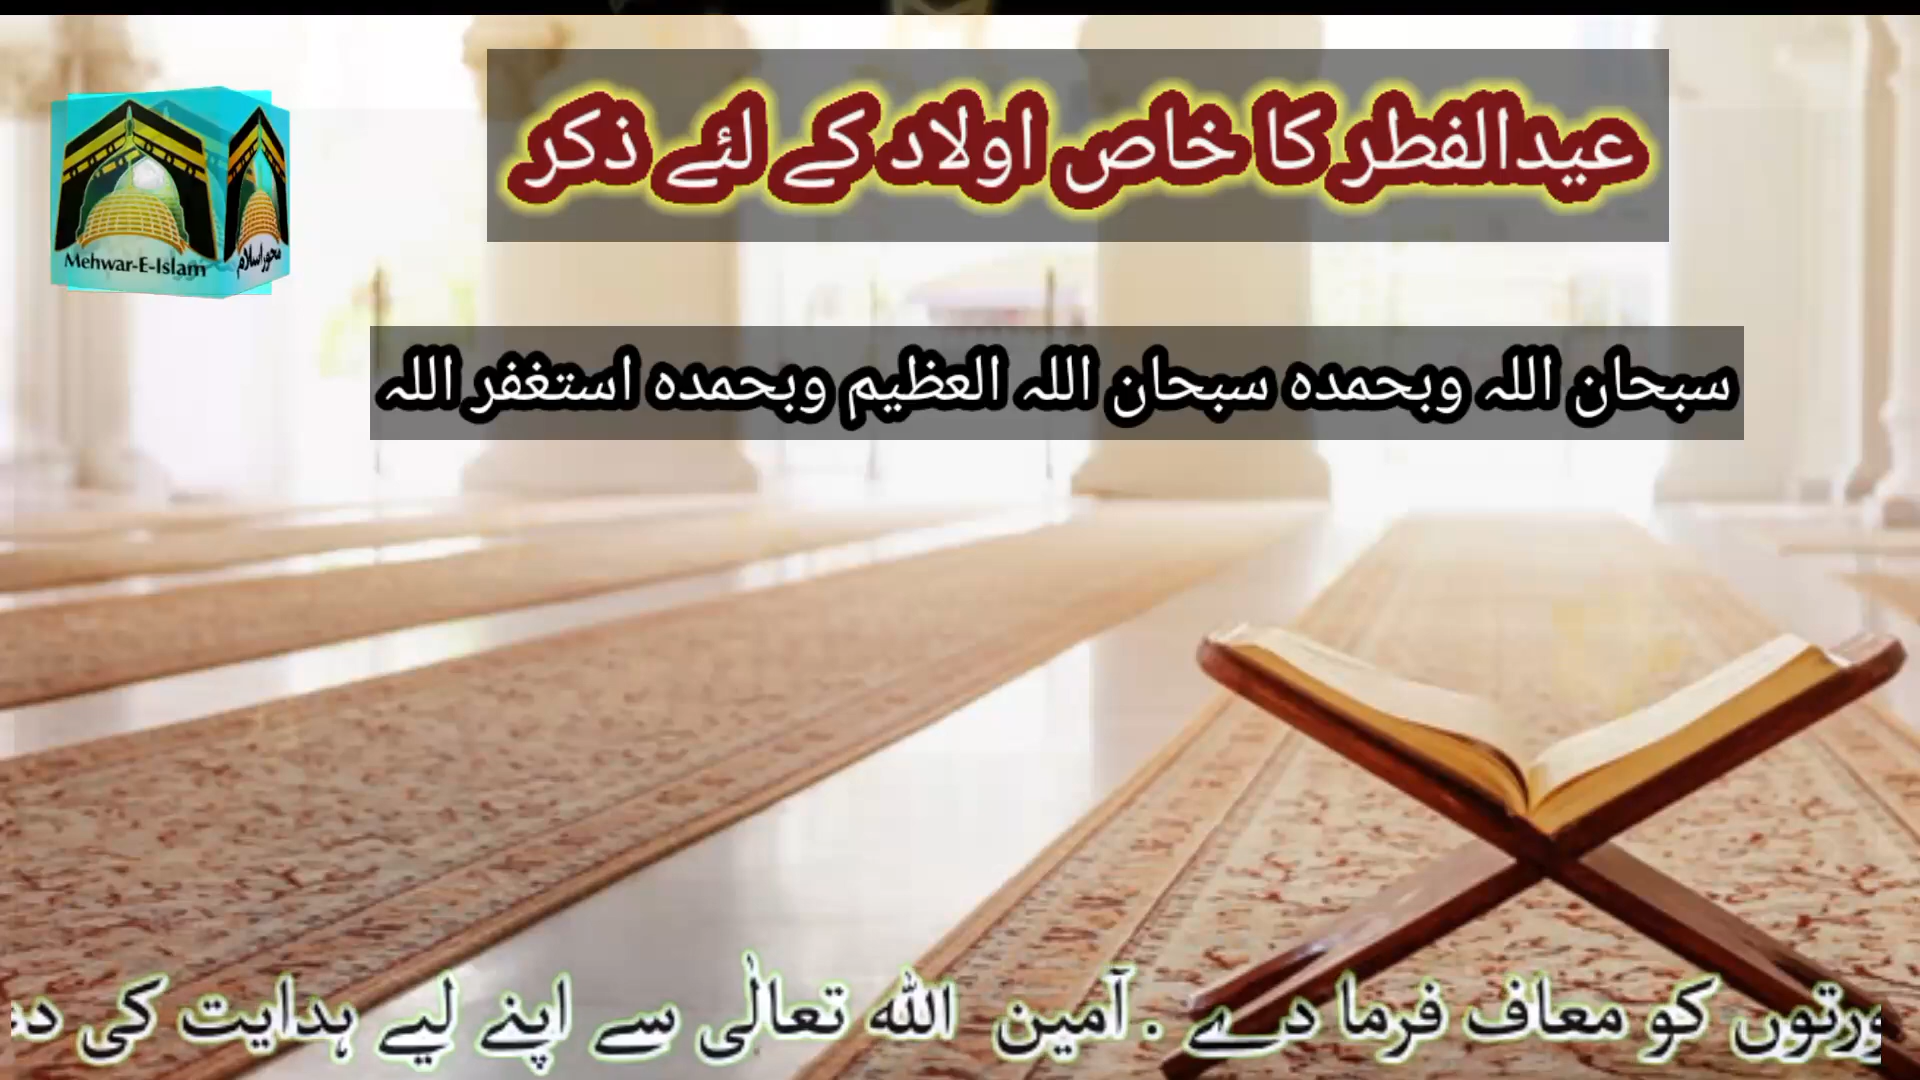 عیدالفطر کا خاص اولاد کے لئے ذکر
Mehwar-E-Islam
محور اسلام
سبحان اللہ وبحمدہ سبحان اللہ العظیم وبحمدہ استغفر اللہ
کو معاف فرما دے . آمین اللہ تعالٰی سے اپنے لیے ہدایت کی